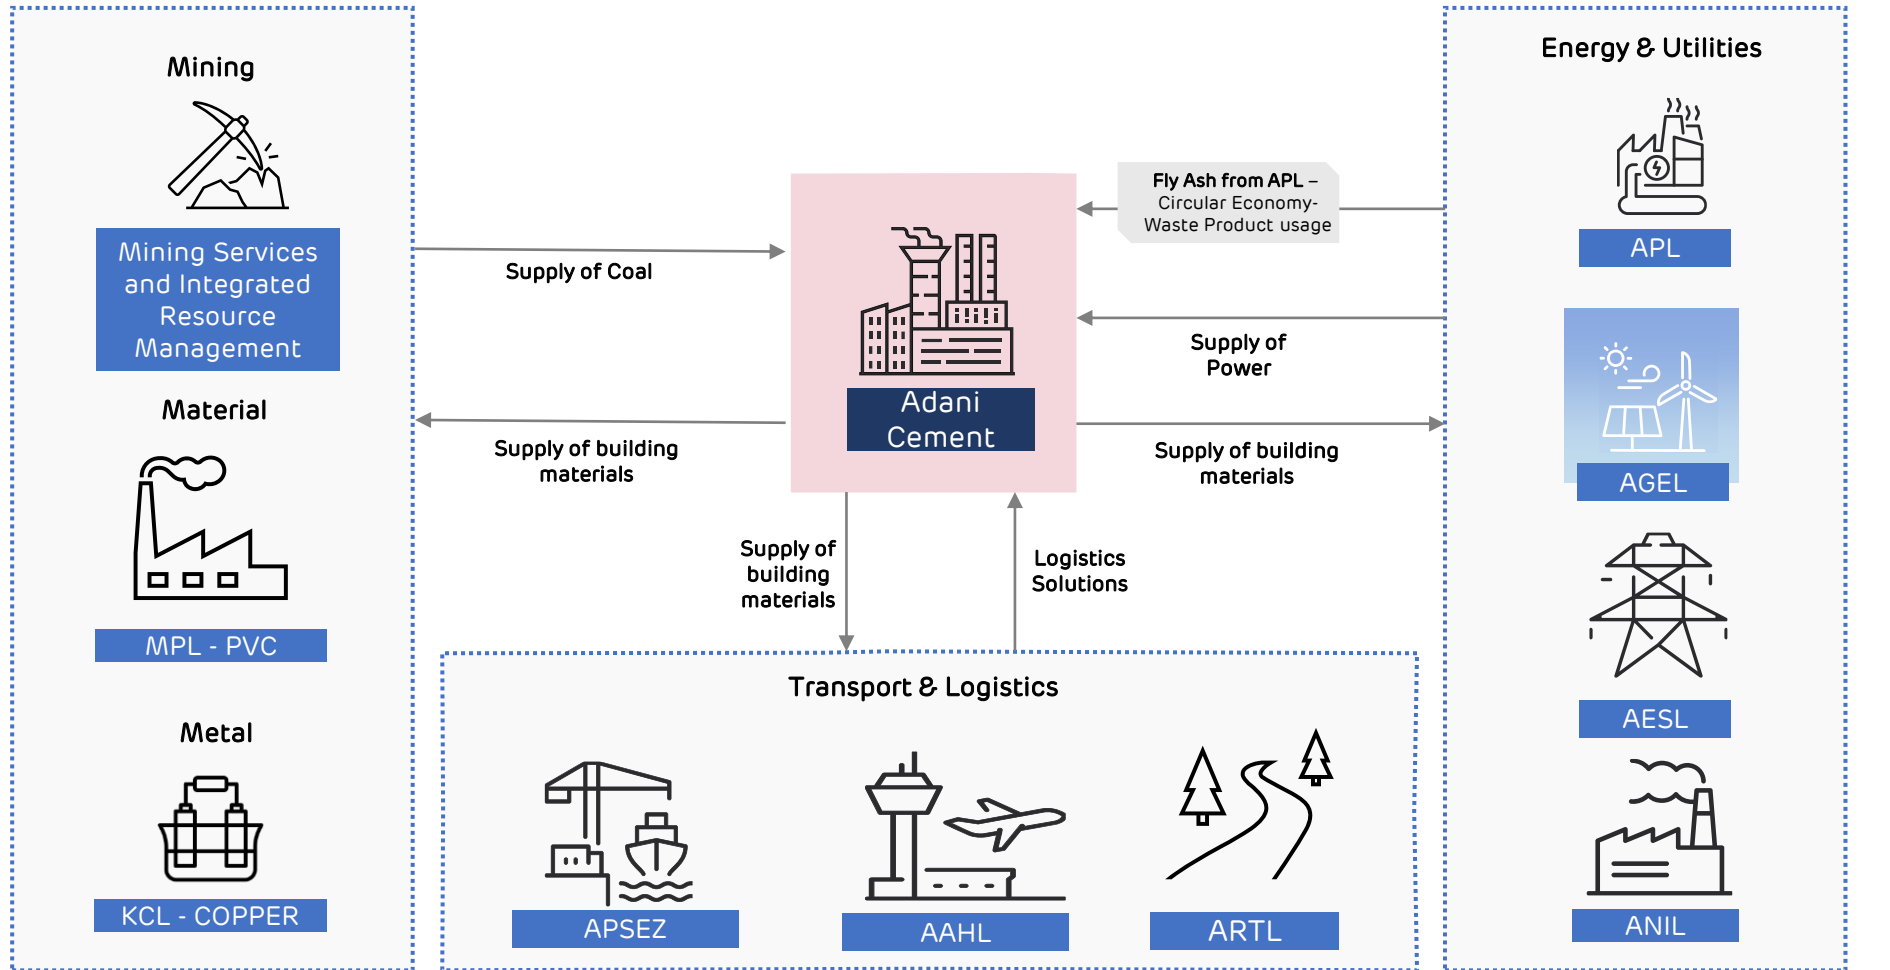 Mining
Mining Services
and Integrated
Resource
Management
Material
MPL - PVC
Metal
KCL - COPPER
Supply of Coal
Supply of building
materials
Adani
Cement
Fly Ash from APL –
Circular Economy-
Waste Product usage
Supply of
Power
Supply of building
materials
Supply of
building
materials
Logistics
Solutions
Transport & Logistics
APSEZ
AAHL
ARTL
Energy & Utilities
APL
AGEL
AESL
ANIL